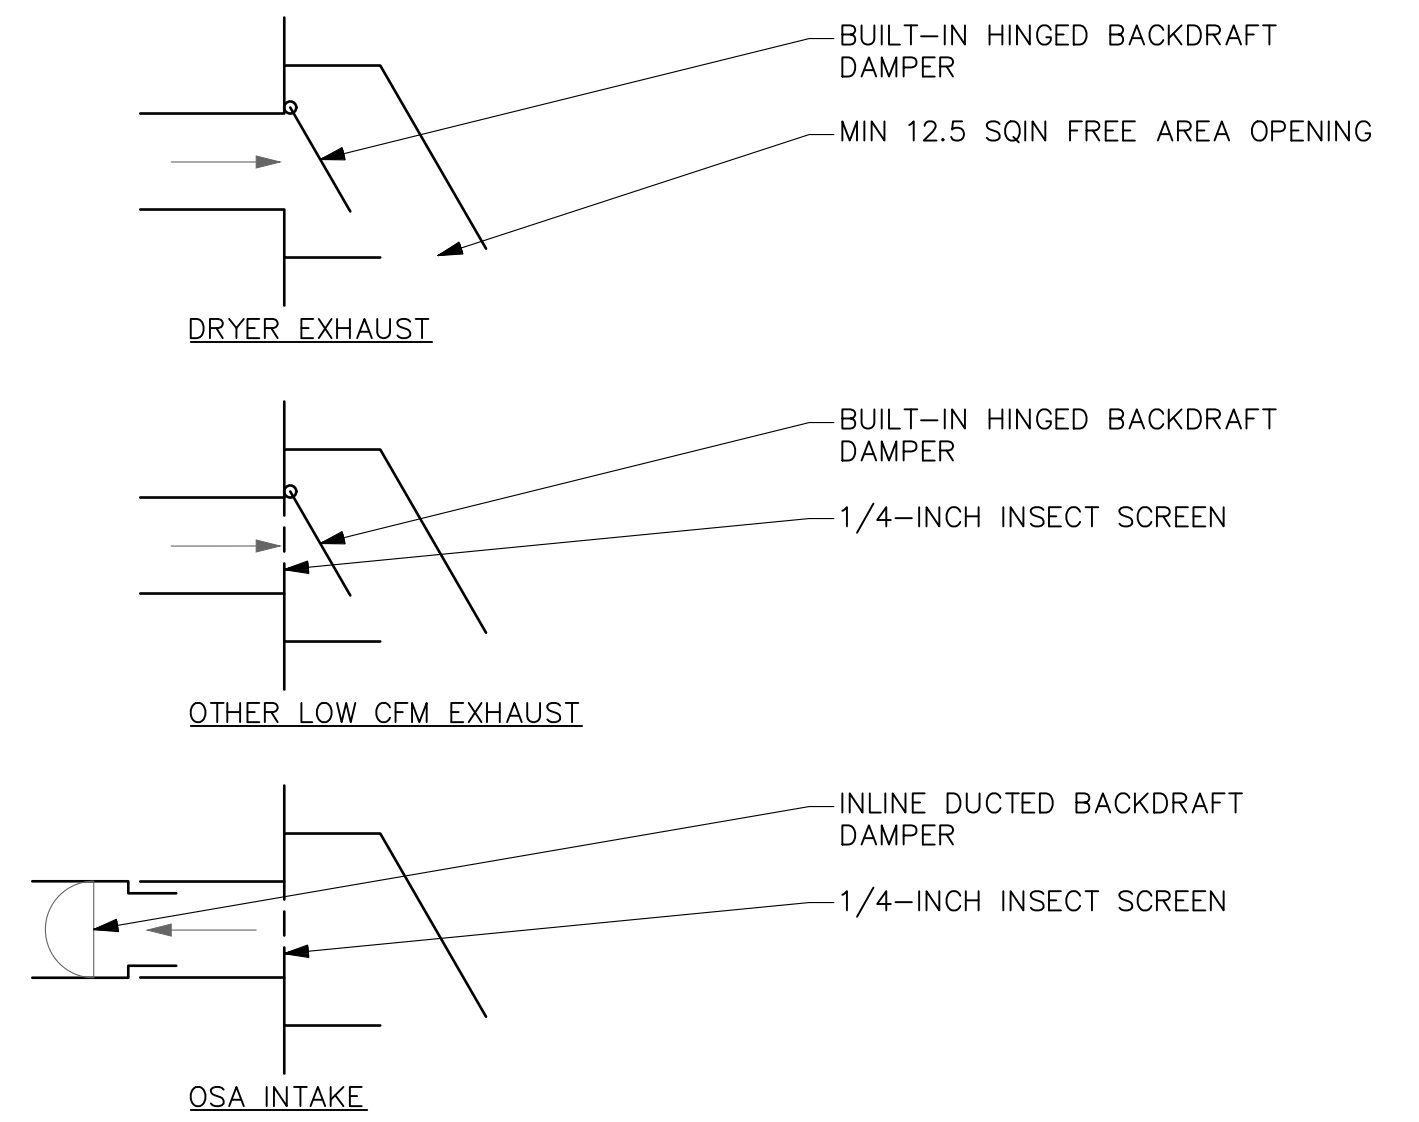 BUILT-IN HINGED BACKDRAFT
DAMPER
MIN 12.5 SQIN FREE AREA OPENING
DRYER EXHAUST
BUILT-IN HINGED BACKDRAFT
DAMPER
1/4-INCH INSECT SCREEN
OTHER LOW CFM EXHAUST
INLINE DUCTED BACKDRAFT
DAMPER
1/4-INCH INSECT SCREEN
OSA INTAKE